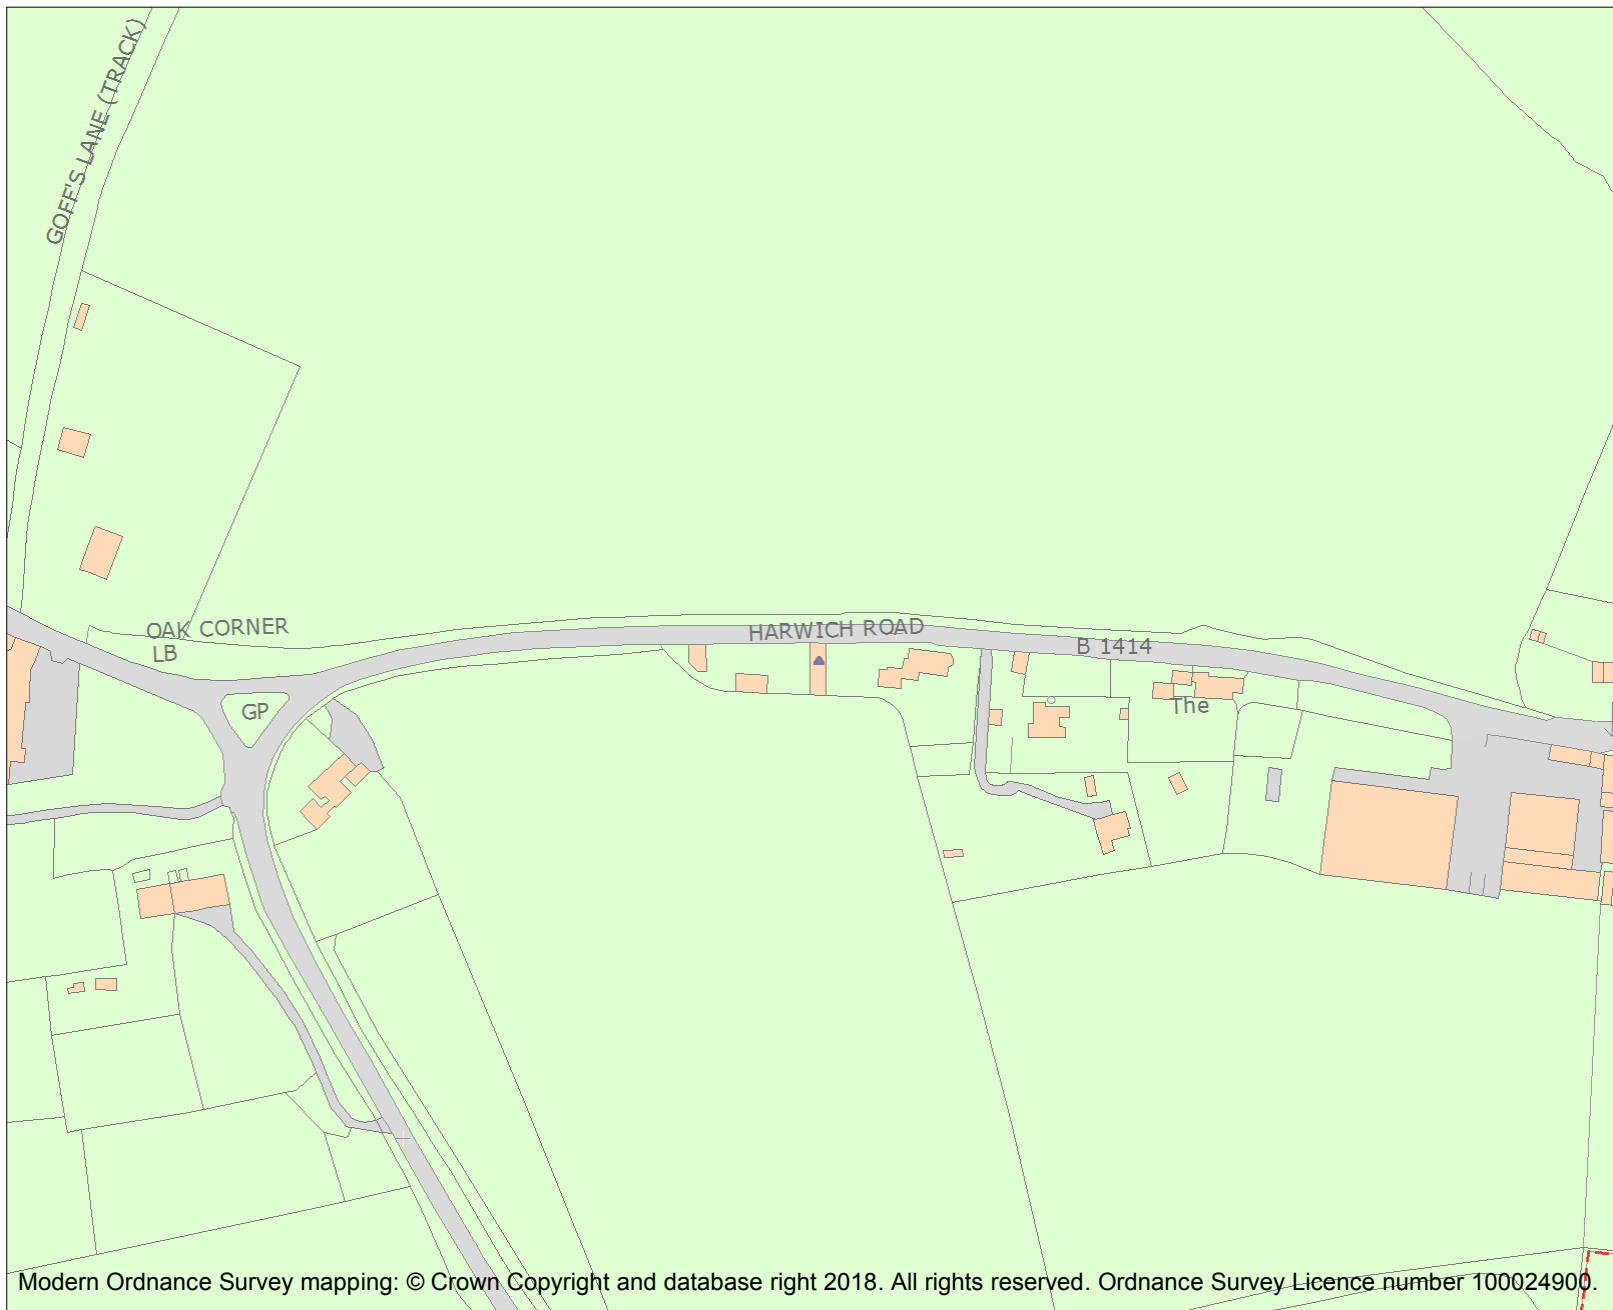 GOFF'S LANE (TRACK)
OAK CORNER
LB
HARWICH ROAD
B 1414
GP
The
Modern Ordnance Survey mapping: © Crown Copyright and database right 2018. All rights reserved. Ordnance Survey Licence number 100024900.